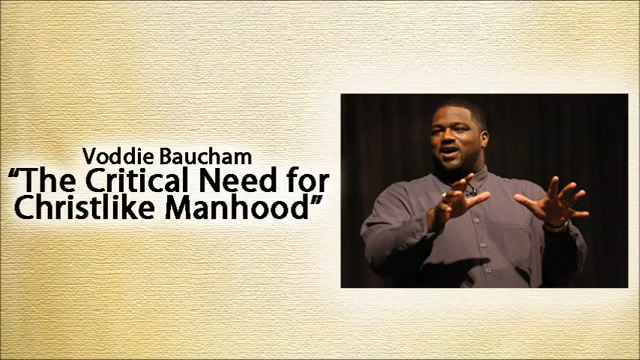 Voddie Baucham
“The Critical Need for
Christlike Manhood”